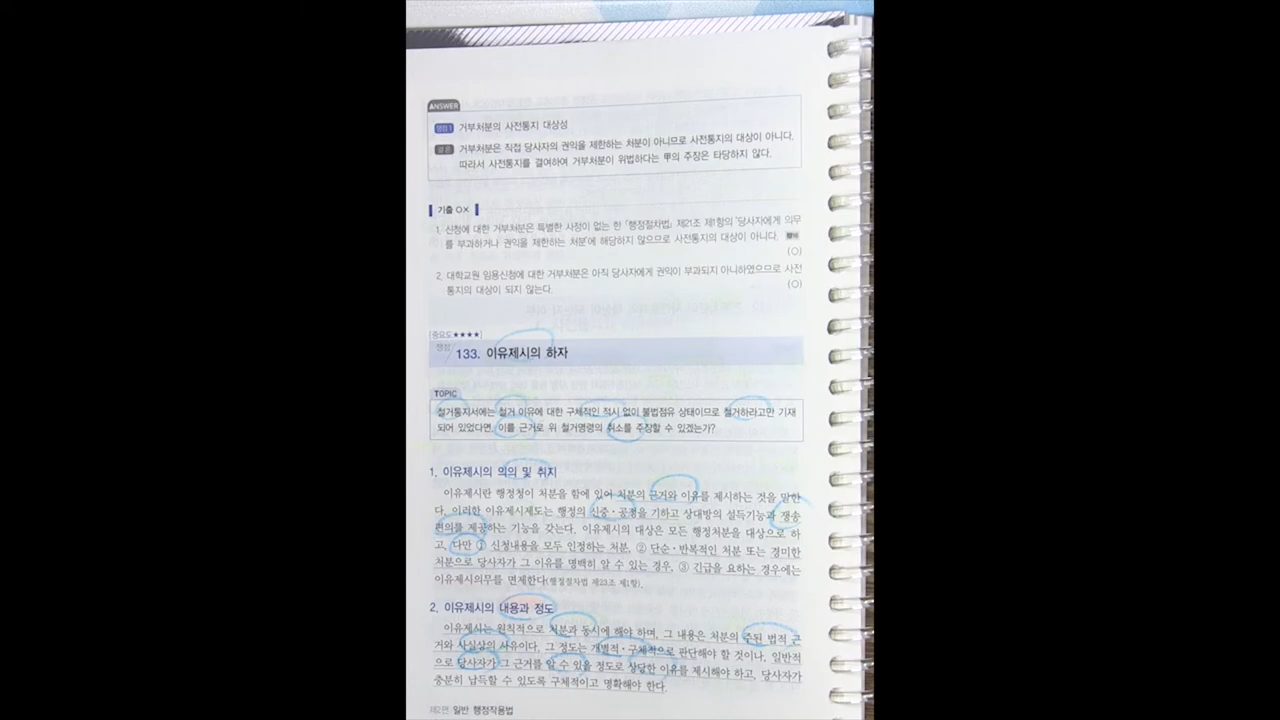 ANSWER
쟁점 1 거부처분의 사전통지 대상성
결론 거부처분은 직접 당사자의 권익을 제한하는 처분이 아니므로 사전통지의 대상이 아니다.
따라서 사전통지를 결여하여 거부처분이 위법하다는 甲의 주장은 타당하지 않다.
기출 OX
1. 신청에 대한 거부처분은 특별한 사정이 없는 한 「행정절차법」 제21조 제1항의 '당사자에게 의무
를 부과하거나 권익을 제한하는 처분'에 해당하지 않으므로 사전통지의 대상이 아니다.
(O)
2. 대학교원 임용신청에 대한 거부처분은 아직 당사자에게 권익이 부과되지 아니하였으므로 사전
통지의 대상이 되지 않는다.
(O)
[중요도 ★★★★]
쟁점 133. 이유제시의 하자
TOPIC
철거통지서에는 철거 이유에 대한 구체적인 적시 없이 불법점유 상태이므로 철거하라고만 기재
되어 있었다면, 이를 근거로 위 철거명령의 취소를 주장할 수 있겠는가?
1. 이유제시의 의의 및 취지
이유제시란 행정청이 처분을 함에 있어 처분의 근거와 이유를 제시하는 것을 말한
다. 이러한 이유제시제도는 행정의 신중·공정을 기하고 상대방의 설득기능과 쟁송
편의를 제공하는 기능을 갖는다. 이유제시의 대상은 모든 행정처분을 대상으로 하
고, 다만 ① 신청내용을 모두 인정하는 처분, ② 단순·반복적인 처분 또는 경미한
처분으로 당사자가 그 이유를 명백히 알 수 있는 경우, ③ 긴급을 요하는 경우에는
이유제시의무를 면제한다(행정절차법 제23조 제1항).
2. 이유제시의 내용과 정도
이유제시는 원칙적으로 처분과 동시에 해야 하며, 그 내용은 처분의 주된 법적 근
거와 사실상의 사유이다. 그 정도는 개별적·구체적으로 판단해야 할 것이나, 일반적
으로 당사자가 그 근거를 알 수 있을 정도로 상당한 이유를 제시해야 하고, 당사자가
충분히 납득할 수 있도록 구체적이고 명확해야 한다.
제2편 일반 행정작용법